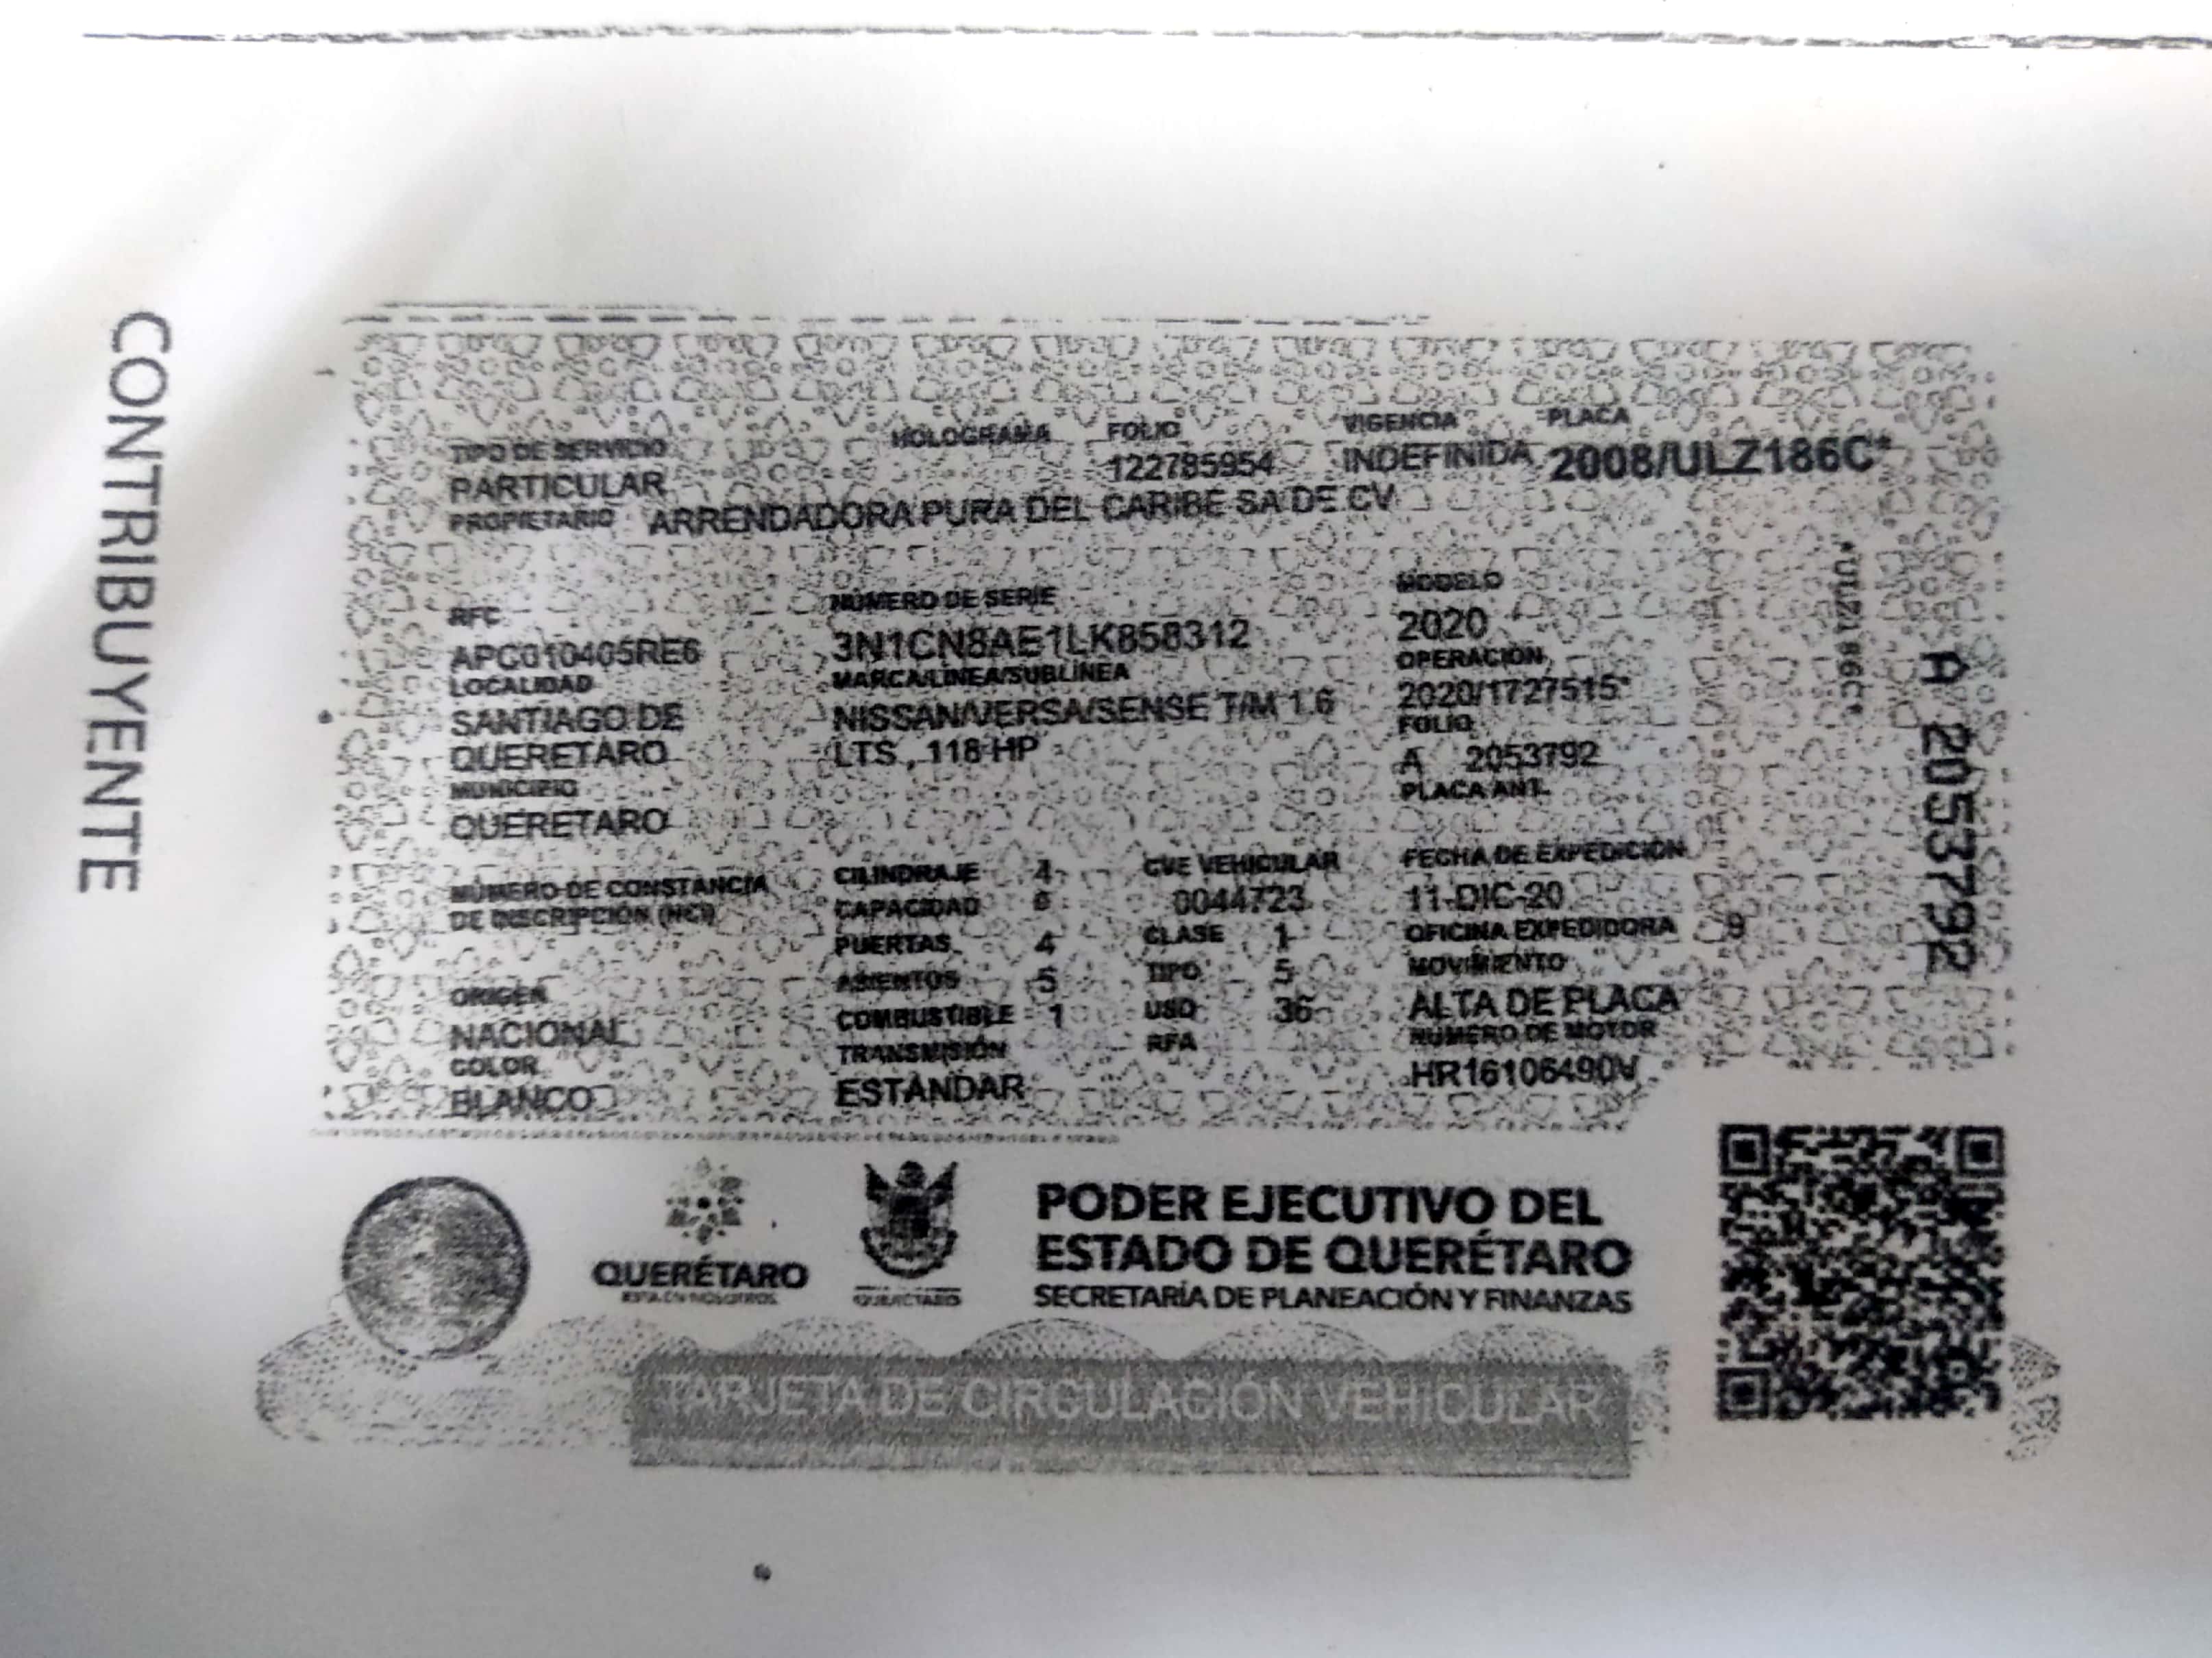 CONTRIBUYENTE
TIPO DE SERVICIO HOLOGRAMA FOLIO VIGENCIA PLACA
PARTICULAR 122785954 INDEFINIDA 2008/ULZ186C*
PROPIETARIO ARRENDADORA PURA DEL CARIBE SA DE CV
RFC NÚMERO DE SERIE MODELO
APC010405RE6 3N1CN8AE1LK858312 2020
LOCALIDAD MARCA/LÍNEA/SUBLÍNEA OPERACIÓN
SANTIAGO DE NISSAN/VERSA/SENSE T/M 1.6 2020/1727515*
QUERETARO LTS., 118 HP FOLIO
A 2053792
MUNICIPIO PLACA ANT.
QUERETARO
NÚMERO DE CONSTANCIA CILINDRAJE 4 CVE VEHICULAR FECHA DE EXPEDICIÓN
DE INSCRIPCIÓN (NCI) CAPACIDAD 0044723 11-DIC-20
PUERTAS 4 CLASE 1 OFICINA EXPEDIDORA 9
ORIGEN ASIENTOS 5 TIPO 5 MOVIMIENTO
NACIONAL COMBUSTIBLE 1 USO 36 ALTA DE PLACA
COLOR TRANSMISIÓN RFA NÚMERO DE MOTOR
BLANCO ESTÁNDAR HR16106490V
*ULZ186C*
A 2053792
QUERÉTARO
ESTÁ EN NOSOTROS
QUERÉTARO
PODER EJECUTIVO DEL
ESTADO DE QUERÉTARO
SECRETARÍA DE PLANEACIÓN Y FINANZAS
TARJETA DE CIRCULACIÓN VEHICULAR